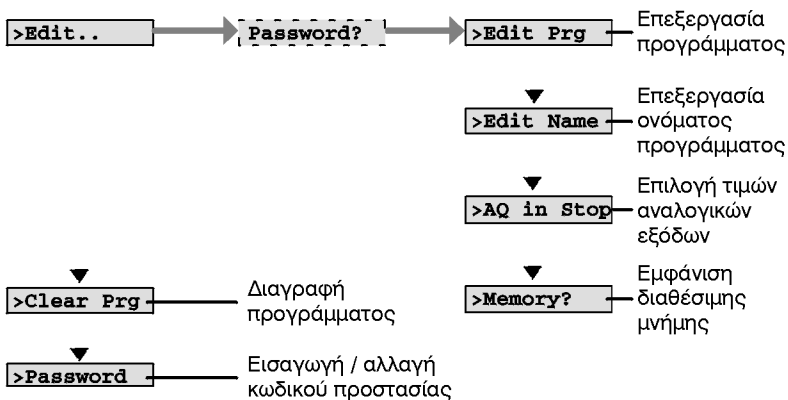 >Edit..
Password?
>Edit Prg
Επεξεργασία
προγράμματος
>Edit Name
Επεξεργασία
ονόματος
προγράμματος
>AQ in Stop
Επιλογή τιμών
αναλογικών
εξόδων
>Clear Prg
Διαγραφή
προγράμματος
>Memory?
Εμφάνιση
διαθέσιμης
μνήμης
>Password
Εισαγωγή / αλλαγή
κωδικού προστασίας